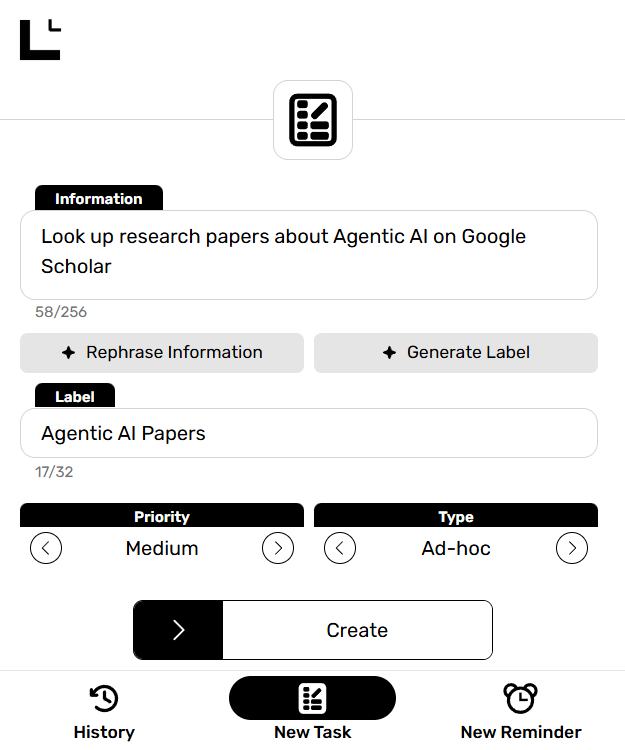 Information
Look up research papers about Agentic AI on Google
Scholar
58/256
Rephrase Information
Generate Label
Label
Agentic AI Papers
17/32
Priority
Type
Medium
Ad-hoc
Create
History
New Task
New Reminder